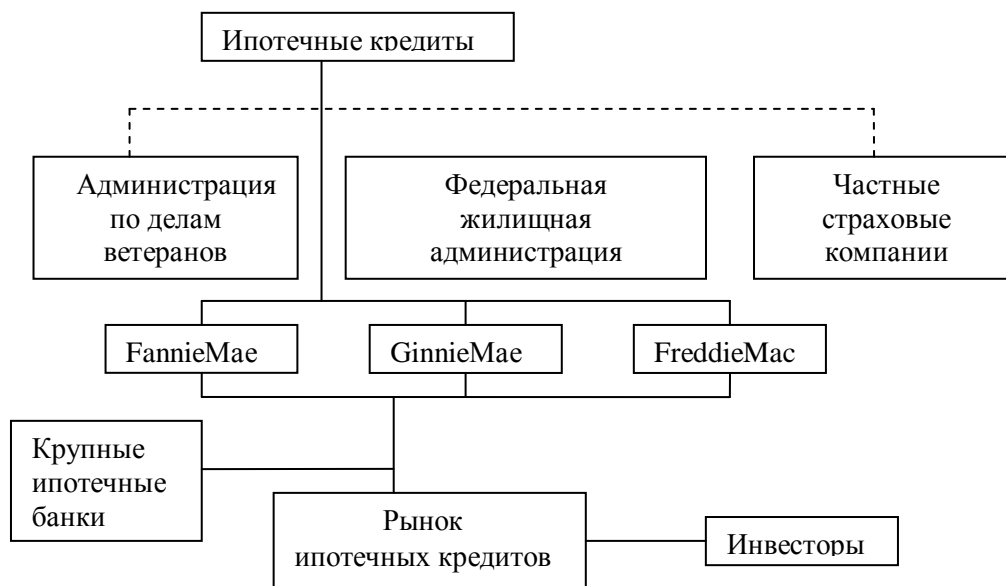 Ипотечные кредиты
Администрация
по делам
ветеранов
Федеральная
жилищная
администрация
Частные
страховые
компании
FannieMae
GinnieMae
FreddieMac
Крупные
ипотечные
банки
Рынок
ипотечных кредитов
Инвесторы